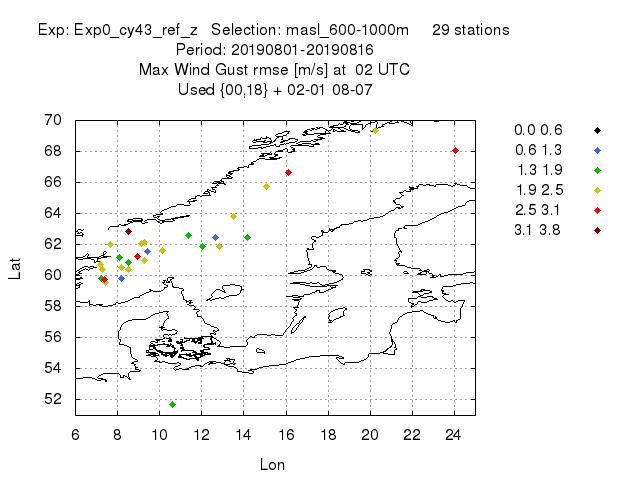 Exp: Exp0_cy43_ref_z   Selection: masl_600-1000m     29 stations
Period: 20190801-20190816
Max Wind Gust rmse [m/s] at  02 UTC
Used {00,18} + 02-01 08-07
70
68
66
64
62
60
58
56
54
52
Lat
6 8 10 12 14 16 18 20 22 24
Lon
0.0 0.6
0.6 1.3
1.3 1.9
1.9 2.5
2.5 3.1
3.1 3.8